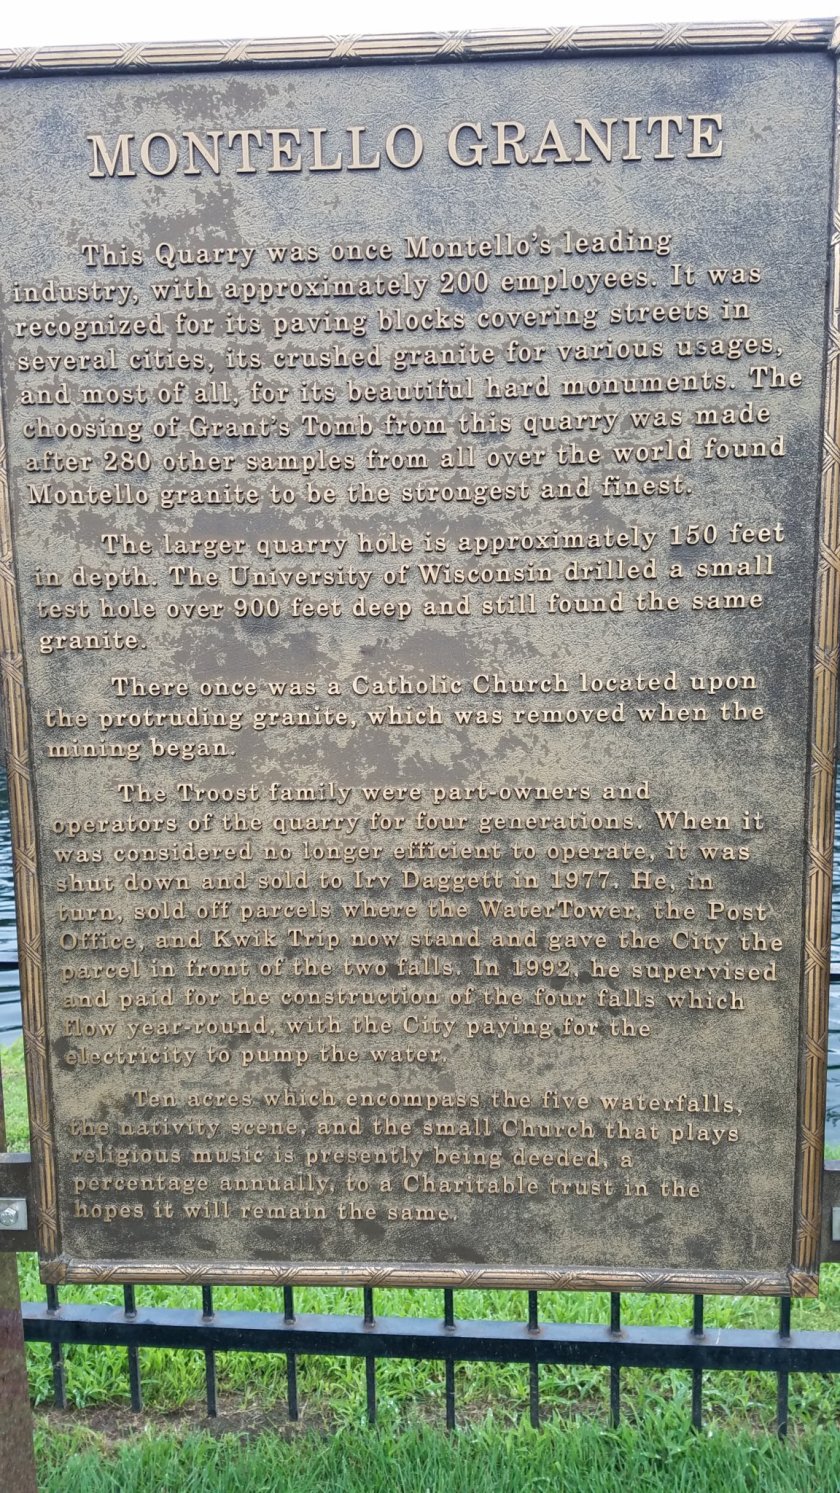 MONTELLO GRANITE
This Quarry was once Montello's leading
industry, with approximately 200 employees. It was
recognized for its paving blocks covering streets in
several cities, its crushed granite for various usages,
and most of all, for its beautiful hard monuments. The
choosing of Grant's Tomb from this quarry was made
after 280 other samples from all over the world found
Montello granite to be the strongest and finest.
The larger quarry hole is approximately 150 feet
in depth. The University of Wisconsin drilled a small
test hole over 900 feet deep and still found the same
granite.
There once was a Catholic Church located upon
the protruding granite, which was removed when the
mining began.
The Troost family were part-owners and
operators of the quarry for four generations. When it
was considered no longer efficient to operate, it was
shut down and sold to Irv Daggett in 1977. He, in
turn, sold off parcels where the WaterTower, the Post
Office, and Kwik Trip now stand and gave the City the
parcel in front of the two falls. In 1992, he supervised
and paid for the construction of the four falls which
flow year-round, with the City paying for the
electricity to pump the water.
Ten acres which encompass the five waterfalls,
the nativity scene, and the small Church that plays
religious music is presently being deeded, a
percentage annually, to a Charitable trust in the
hopes it will remain the same.